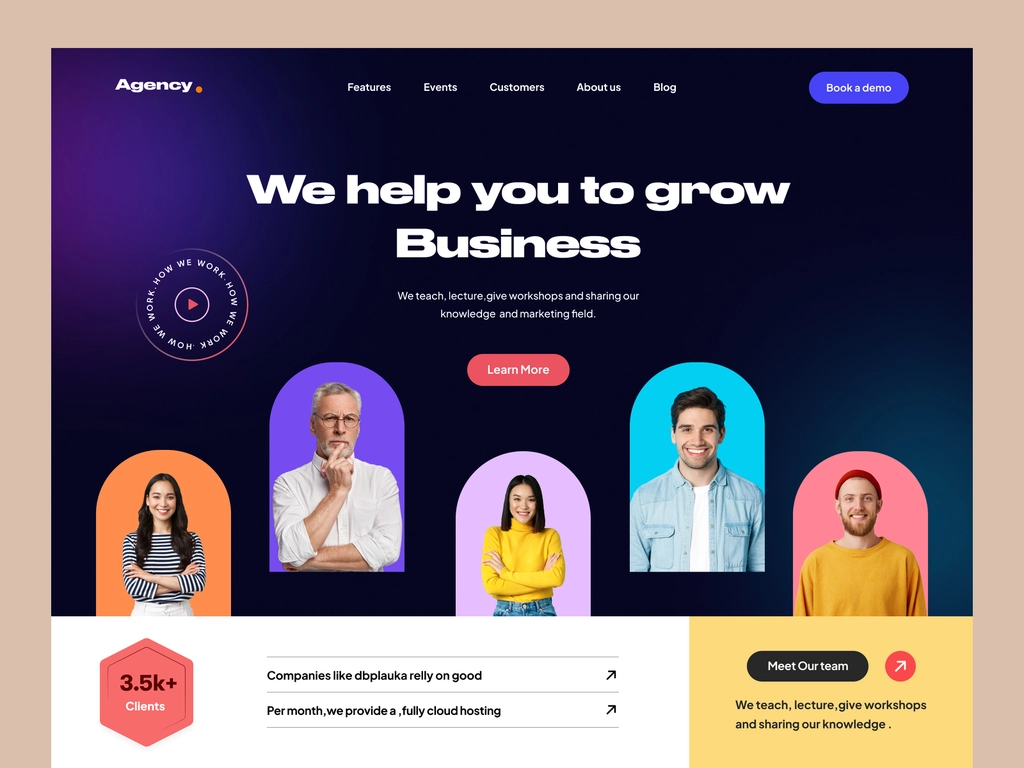 Agency
Features Events Customers About us Blog
Book a demo
We help you to grow
Business
HOW WE WORK · HOW WE WORK · HOW WE WORK ·
We teach, lecture,give workshops and sharing our
knowledge and marketing field.
Learn More
3.5k+
Clients
Companies like dbplauka relly on good
Per month,we provide a ,fully cloud hosting
Meet Our team
We teach, lecture,give workshops
and sharing our knowledge .